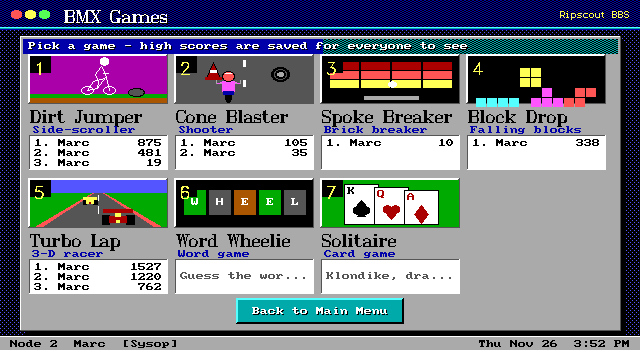 BMX Games
Ripscout BBS
Pick a game - high scores are saved for everyone to see
1
2
3
4
Dirt Jumper
Cone Blaster
Spoke Breaker
Block Drop
Side-scroller
Shooter
Brick breaker
Falling blocks
1. Marc 875
2. Marc 481
3. Marc 19
1. Marc 105
2. Marc 35
1. Marc 10
1. Marc 338
5
6
7
W H E E L
K Q A
Turbo Lap
Word Wheelie
Solitaire
3-D racer
Word game
Card game
1. Marc 1527
2. Marc 1220
3. Marc 762
Guess the wor...
Klondike, dra...
Back to Main Menu
Node 2 Marc [Sysop]
Thu Nov 26 3:52 PM